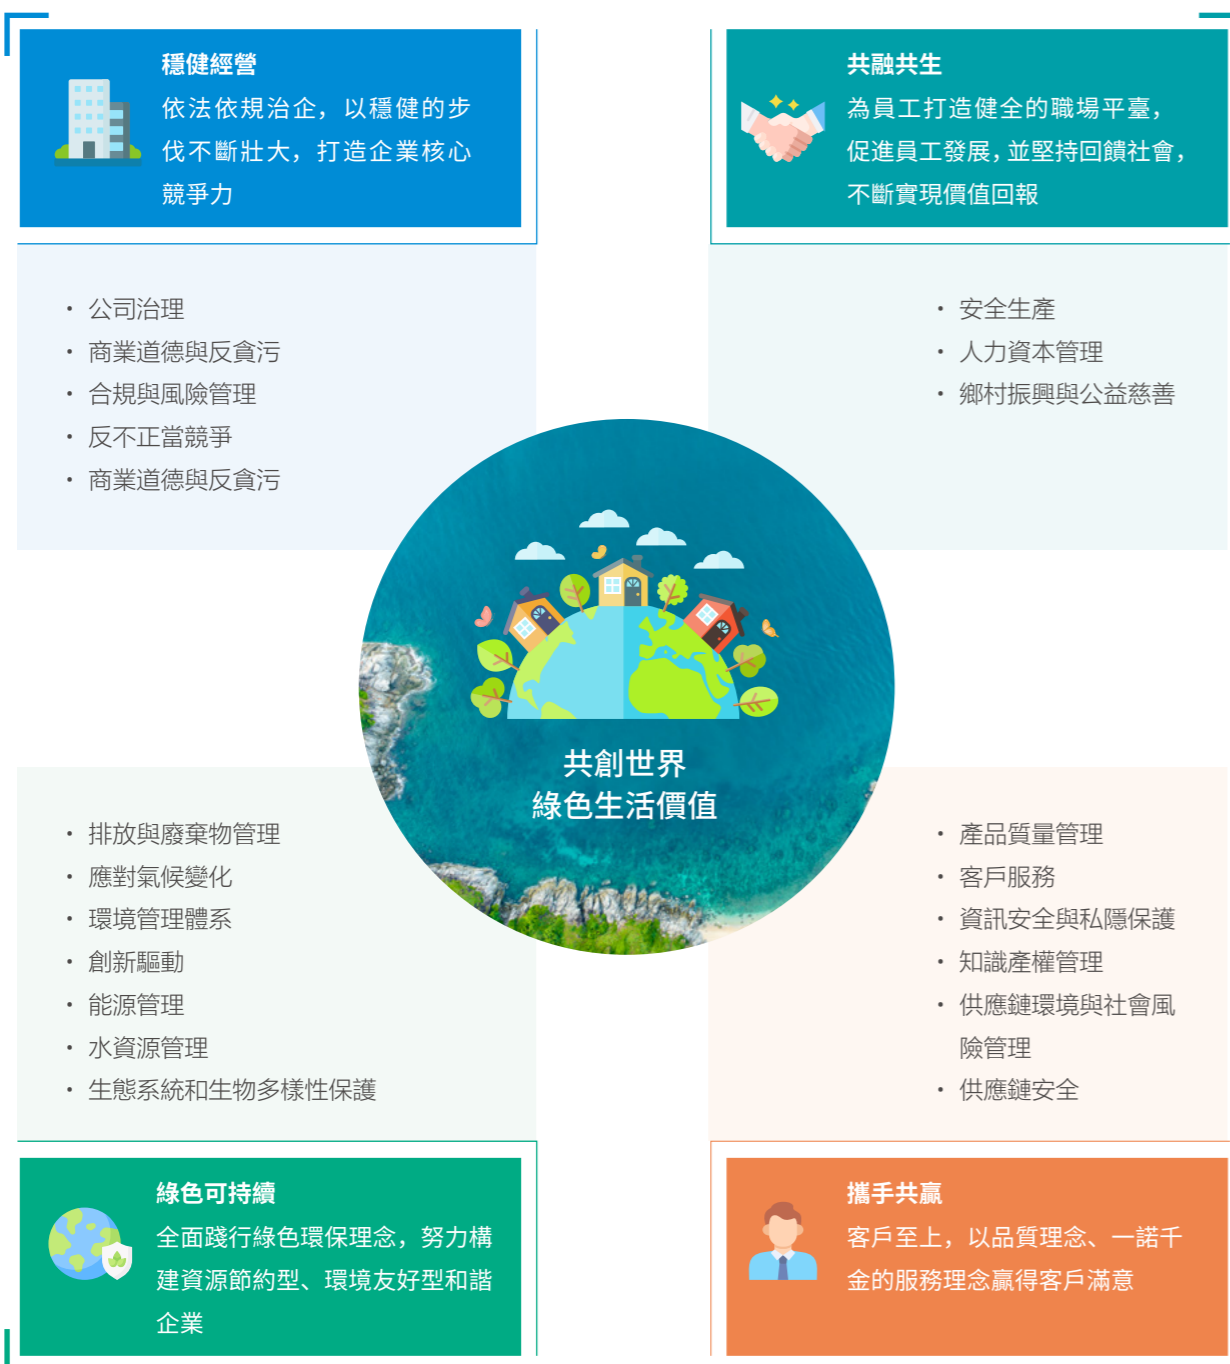 穩健經營
依法依規治企，以穩健的步
伐不斷壯大，打造企業核心
競爭力
共融共生
為員工打造健全的職場平臺，
促進員工發展，並堅持回饋社會，
不斷實現價值回報
• 公司治理
• 商業道德與反貪污
• 合規與風險管理
• 反不正當競爭
• 商業道德與反貪污
• 安全生產
• 人力資本管理
• 鄉村振興與公益慈善
共創世界
綠色生活價值
• 排放與廢棄物管理
• 應對氣候變化
• 環境管理體系
• 創新驅動
• 能源管理
• 水資源管理
• 生態系統和生物多樣性保護
• 產品質量管理
• 客戶服務
• 資訊安全與私隱保護
• 知識產權管理
• 供應鏈環境與社會風
險管理
• 供應鏈安全
綠色可持續
全面踐行綠色環保理念，努力構
建資源節約型、環境友好型和諧
企業
攜手共贏
客戶至上，以品質理念、一諾千
金的服務理念贏得客戶滿意